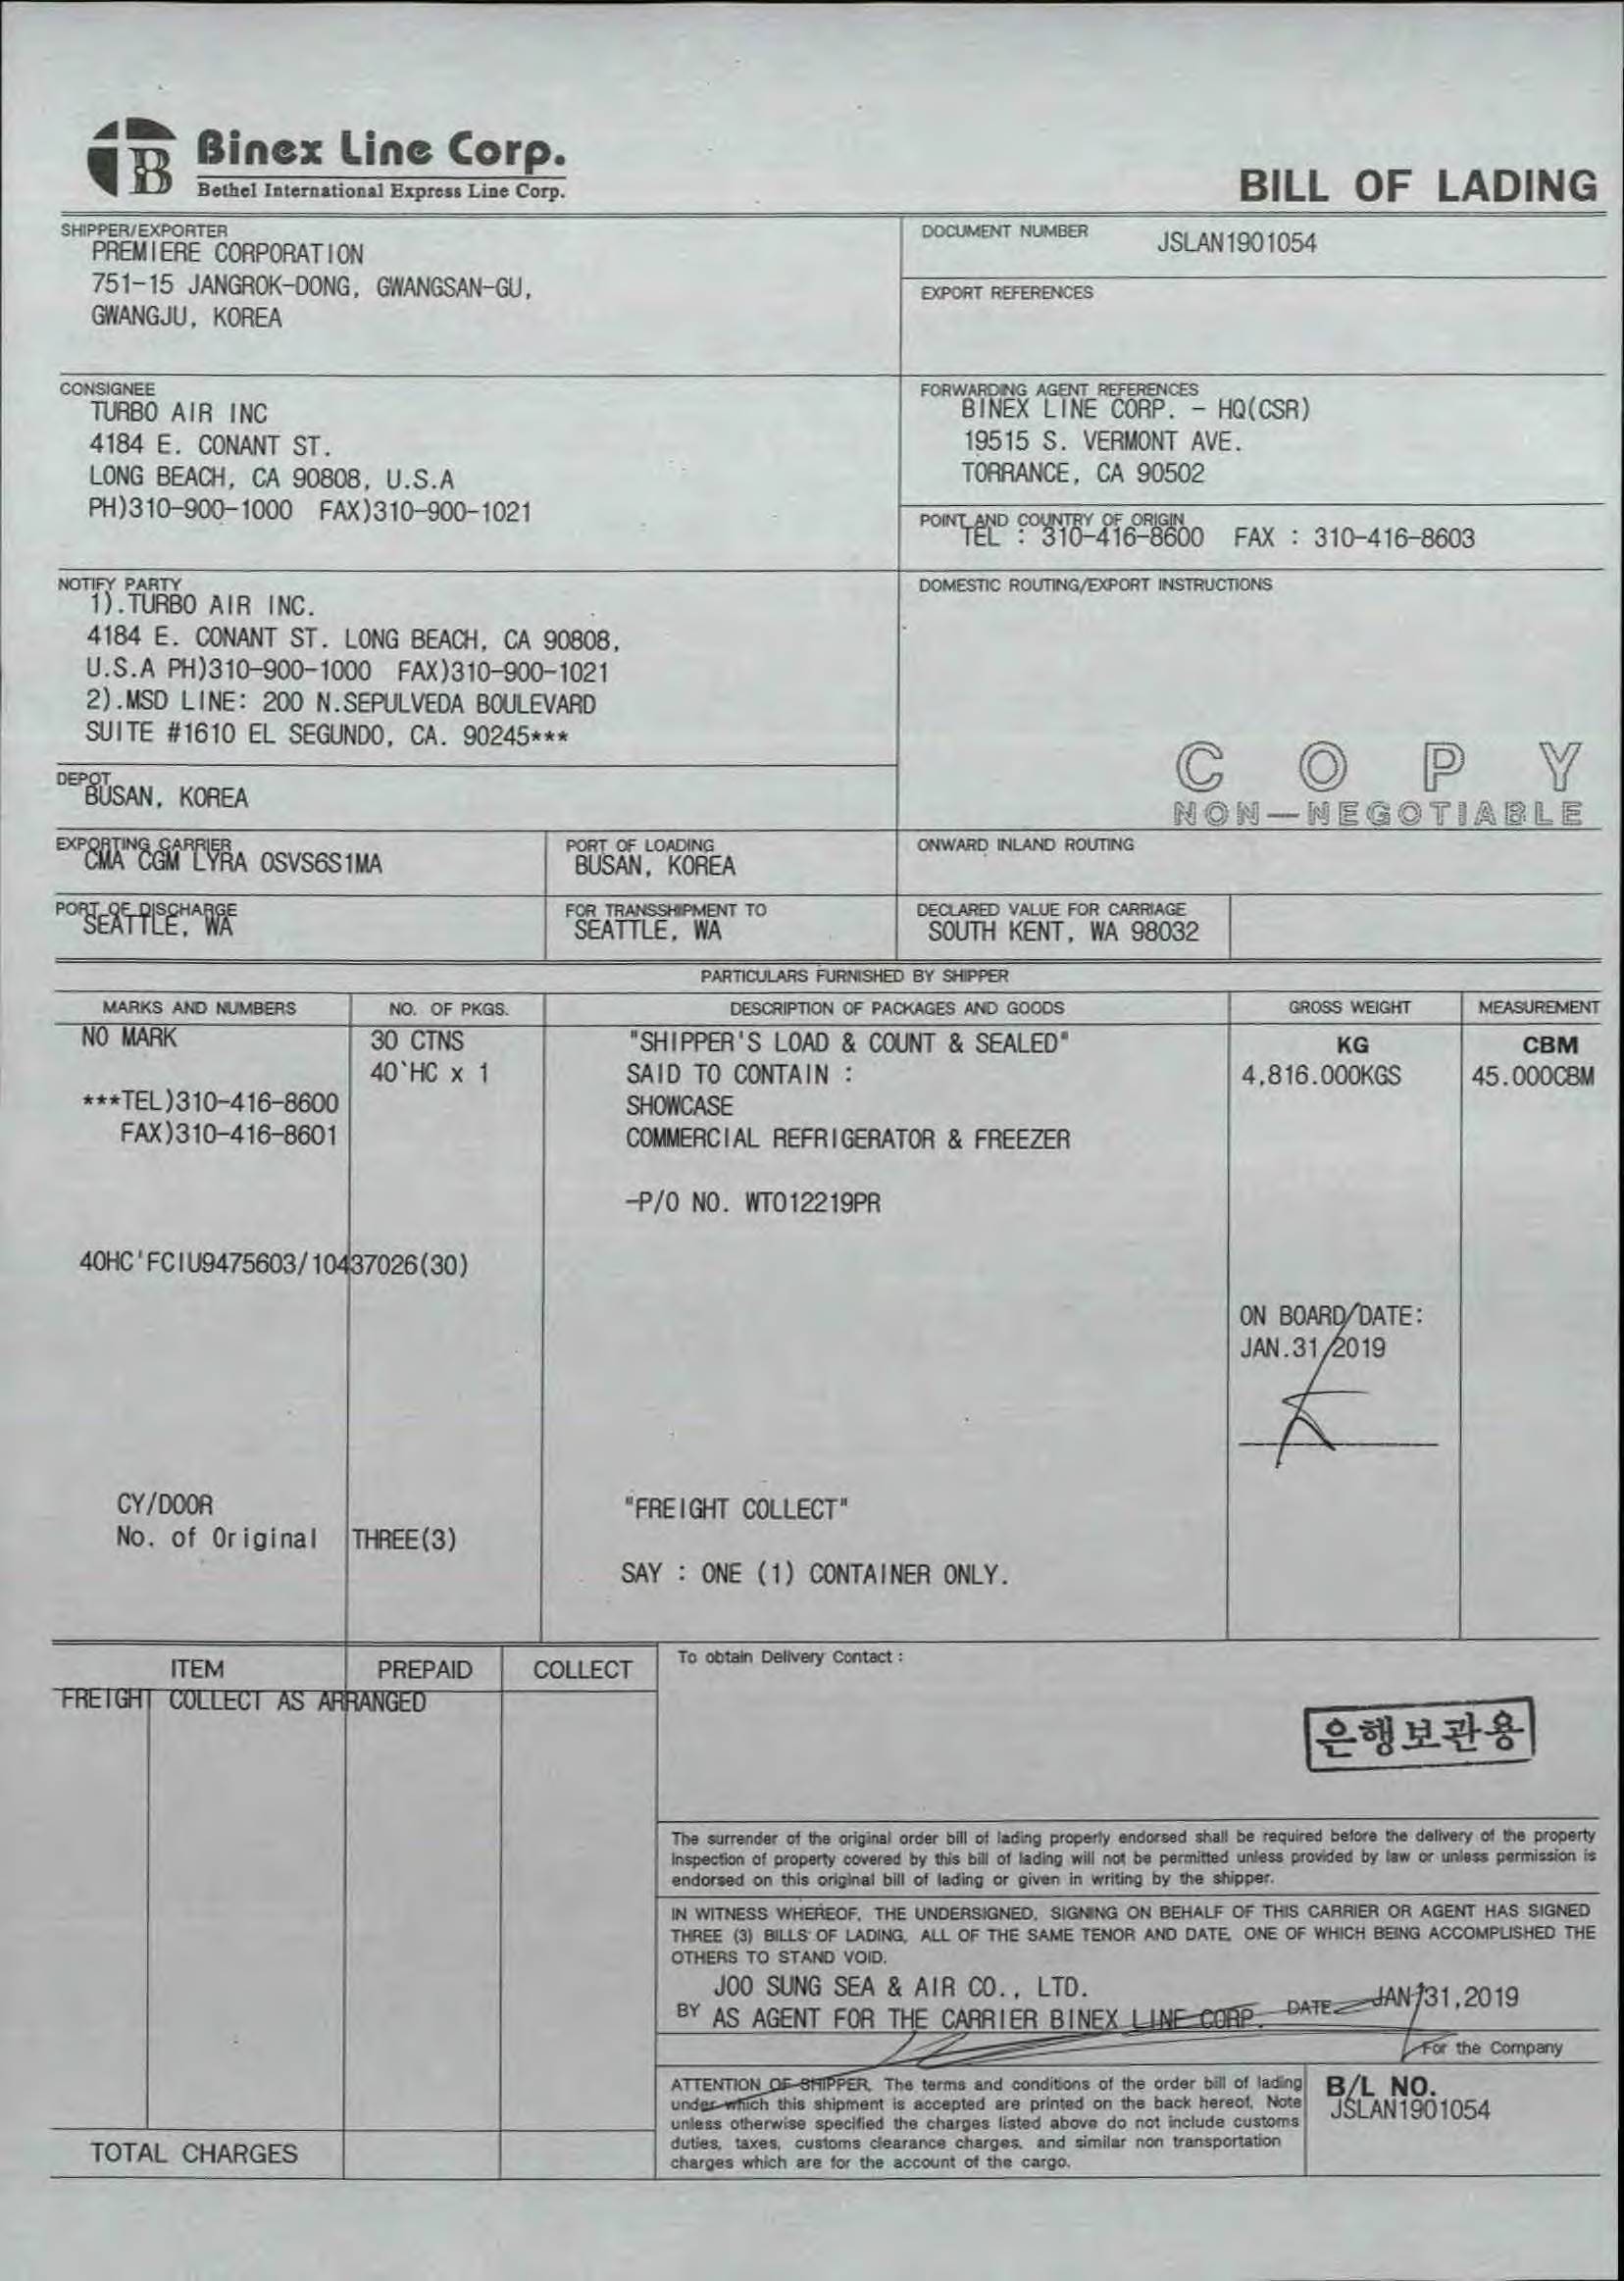 Binex Line Corp.
Bethel International Express Line Corp.
BILL OF LADING
SHIPPER/EXPORTER
PREMIERE CORPORATION
751-15 JANGROK-DONG, GWANGSAN-GU,
GWANGJU, KOREA
DOCUMENT NUMBER
JSLAN1901054
EXPORT REFERENCES
CONSIGNEE
TURBO AIR INC
4184 E. CONANT ST.
LONG BEACH, CA 90808, U.S.A
PH)310-900-1000 FAX)310-900-1021
FORWARDING AGENT REFERENCES
BINEX LINE CORP. - HQ(CSR)
19515 S. VERMONT AVE.
TORRANCE, CA 90502
POINT AND COUNTRY OF ORIGIN
TEL : 310-416-8600 FAX : 310-416-8603
NOTIFY PARTY
1).TURBO AIR INC.
4184 E. CONANT ST. LONG BEACH, CA 90808,
U.S.A PH)310-900-1000 FAX)310-900-1021
2).MSD LINE: 200 N.SEPULVEDA BOULEVARD
SUITE #1610 EL SEGUNDO, CA. 90245***
DOMESTIC ROUTING/EXPORT INSTRUCTIONS
COPY
NON-NEGOTIABLE
DEPOT
BUSAN, KOREA
EXPORTING CARRIER
CMA CGM LYRA 0SVS6S1MA
PORT OF LOADING
BUSAN, KOREA
ONWARD INLAND ROUTING
PORT OF DISCHARGE
SEATTLE, WA
FOR TRANSSHIPMENT TO
SEATTLE, WA
DECLARED VALUE FOR CARRIAGE
SOUTH KENT, WA 98032
PARTICULARS FURNISHED BY SHIPPER
MARKS AND NUMBERS NO. OF PKGS. DESCRIPTION OF PACKAGES AND GOODS GROSS WEIGHT MEASUREMENT
NO MARK 30 CTNS "SHIPPER'S LOAD & COUNT & SEALED" KG CBM
40`HC x 1 SAID TO CONTAIN : 4,816.000KGS 45.000CBM
***TEL)310-416-8600 SHOWCASE
FAX)310-416-8601 COMMERCIAL REFRIGERATOR & FREEZER
-P/O NO. WTO12219PR
40HC'FCIU9475603/10437026(30)
ON BOARD/DATE:
JAN.31/2019
CY/DOOR "FREIGHT COLLECT"
No. of Original THREE(3)
SAY : ONE (1) CONTAINER ONLY.
ITEM PREPAID COLLECT
FREIGHT COLLECT AS ARRANGED
TOTAL CHARGES
To obtain Delivery Contact :
은행보관용
The surrender of the original order bill of lading properly endorsed shall be required before the delivery of the property
Inspection of property covered by this bill of lading will not be permitted unless provided by law or unless permission is
endorsed on this original bill of lading or given in writing by the shipper.
IN WITNESS WHEREOF, THE UNDERSIGNED, SIGNING ON BEHALF OF THIS CARRIER OR AGENT HAS SIGNED
THREE (3) BILLS OF LADING, ALL OF THE SAME TENOR AND DATE, ONE OF WHICH BEING ACCOMPLISHED THE
OTHERS TO STAND VOID.
JOO SUNG SEA & AIR CO., LTD.
BY AS AGENT FOR THE CARRIER BINEX LINE CORP. DATE JAN 31,2019
For the Company
ATTENTION OF SHIPPER, The terms and conditions of the order bill of lading
under which this shipment is accepted are printed on the back hereof, Note
unless otherwise specified the charges listed above do not include customs
duties, taxes, customs clearance charges, and similar non transportation
charges which are for the account of the cargo.
B/L NO.
JSLAN1901054